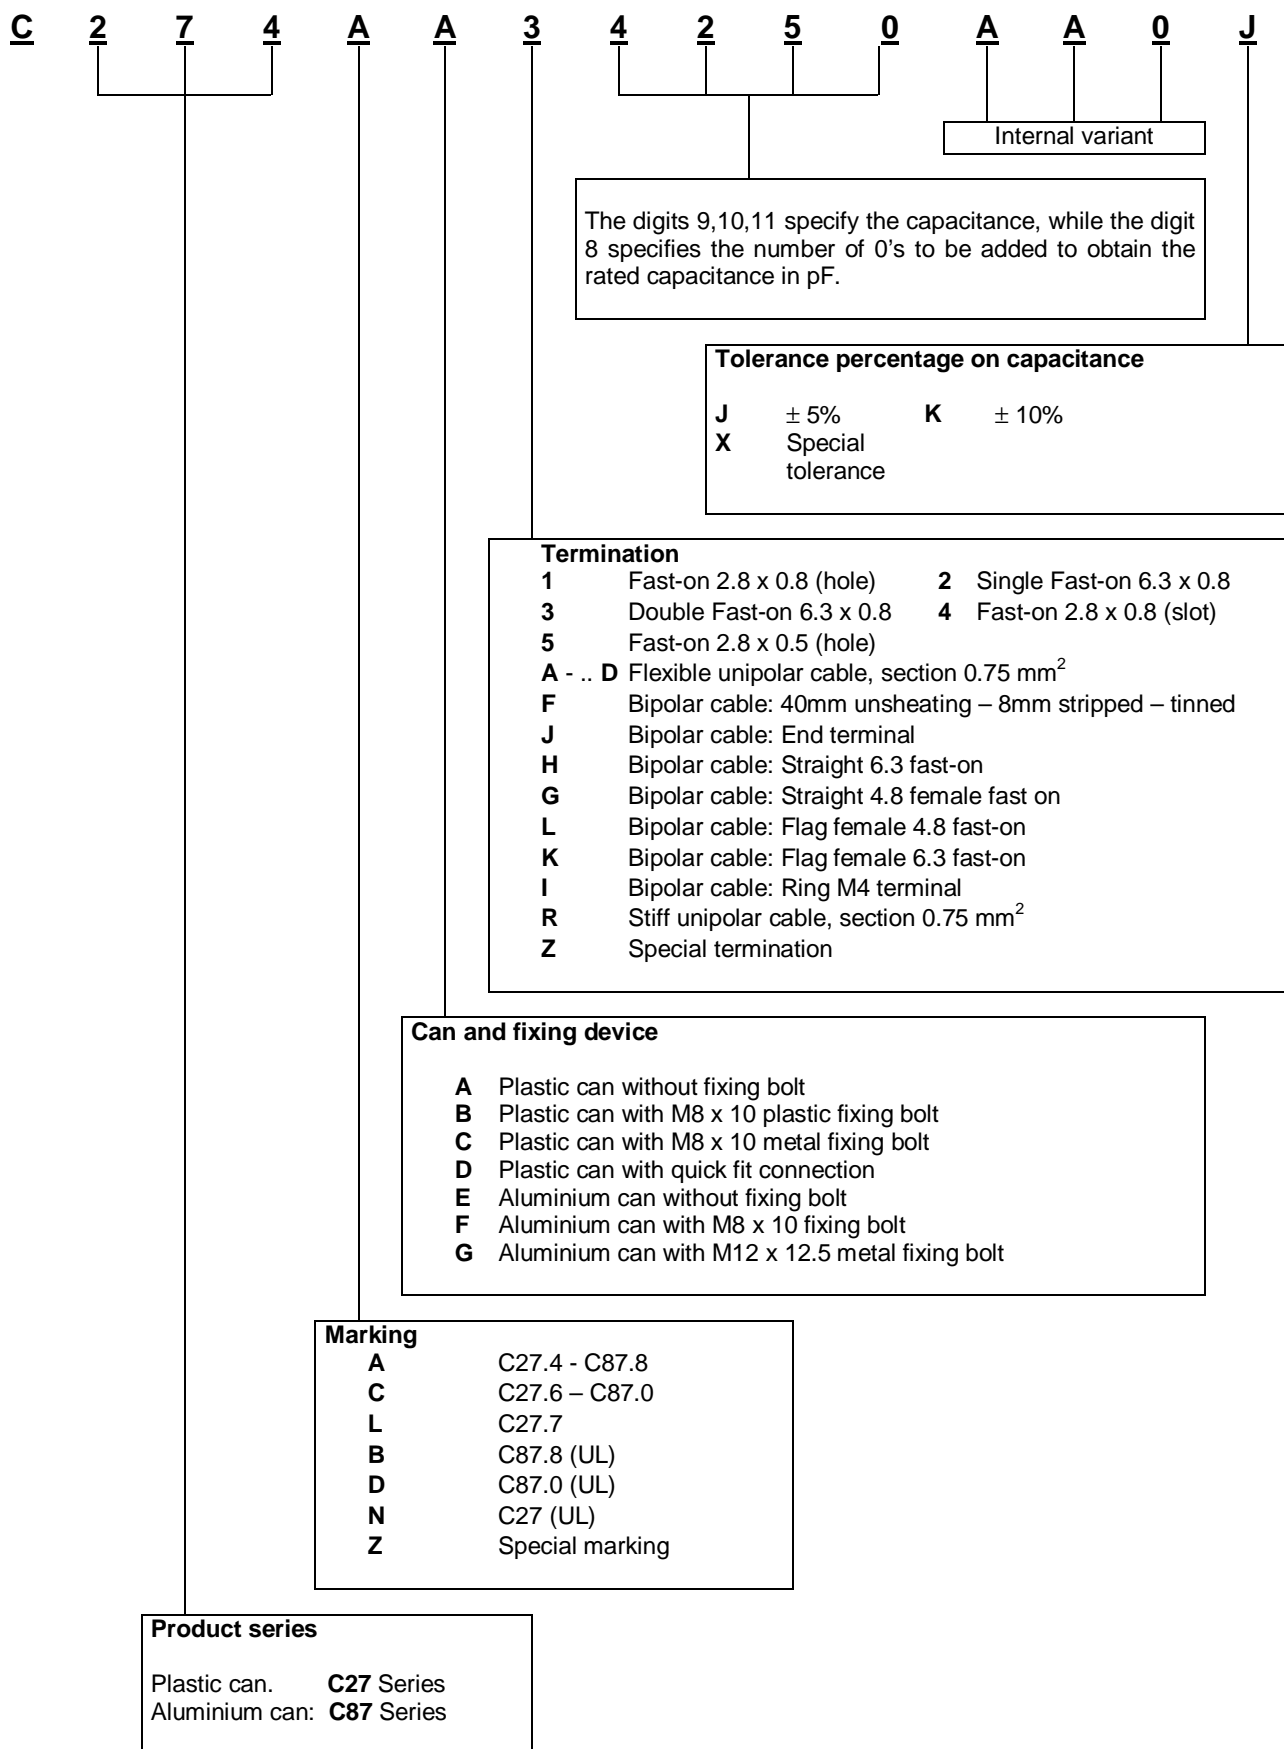 C 2 7 4 A A 3 4 2 5 0 A A 0 J
Internal variant
The digits 9,10,11 specify the capacitance, while the digit
8 specifies the number of 0's to be added to obtain the
rated capacitance in pF.
Tolerance percentage on capacitance
J ± 5% K ± 10%
X Special
tolerance
Termination
1 Fast-on 2.8 x 0.8 (hole) 2 Single Fast-on 6.3 x 0.8
3 Double Fast-on 6.3 x 0.8 4 Fast-on 2.8 x 0.8 (slot)
5 Fast-on 2.8 x 0.5 (hole)
A - .. D Flexible unipolar cable, section 0.75 mm²
F Bipolar cable: 40mm unsheating – 8mm stripped – tinned
J Bipolar cable: End terminal
H Bipolar cable: Straight 6.3 fast-on
G Bipolar cable: Straight 4.8 female fast on
L Bipolar cable: Flag female 4.8 fast-on
K Bipolar cable: Flag female 6.3 fast-on
I Bipolar cable: Ring M4 terminal
R Stiff unipolar cable, section 0.75 mm²
Z Special termination
Can and fixing device
A Plastic can without fixing bolt
B Plastic can with M8 x 10 plastic fixing bolt
C Plastic can with M8 x 10 metal fixing bolt
D Plastic can with quick fit connection
E Aluminium can without fixing bolt
F Aluminium can with M8 x 10 fixing bolt
G Aluminium can with M12 x 12.5 metal fixing bolt
Marking
A C27.4 - C87.8
C C27.6 – C87.0
L C27.7
B C87.8 (UL)
D C87.0 (UL)
N C27 (UL)
Z Special marking
Product series
Plastic can. C27 Series
Aluminium can: C87 Series